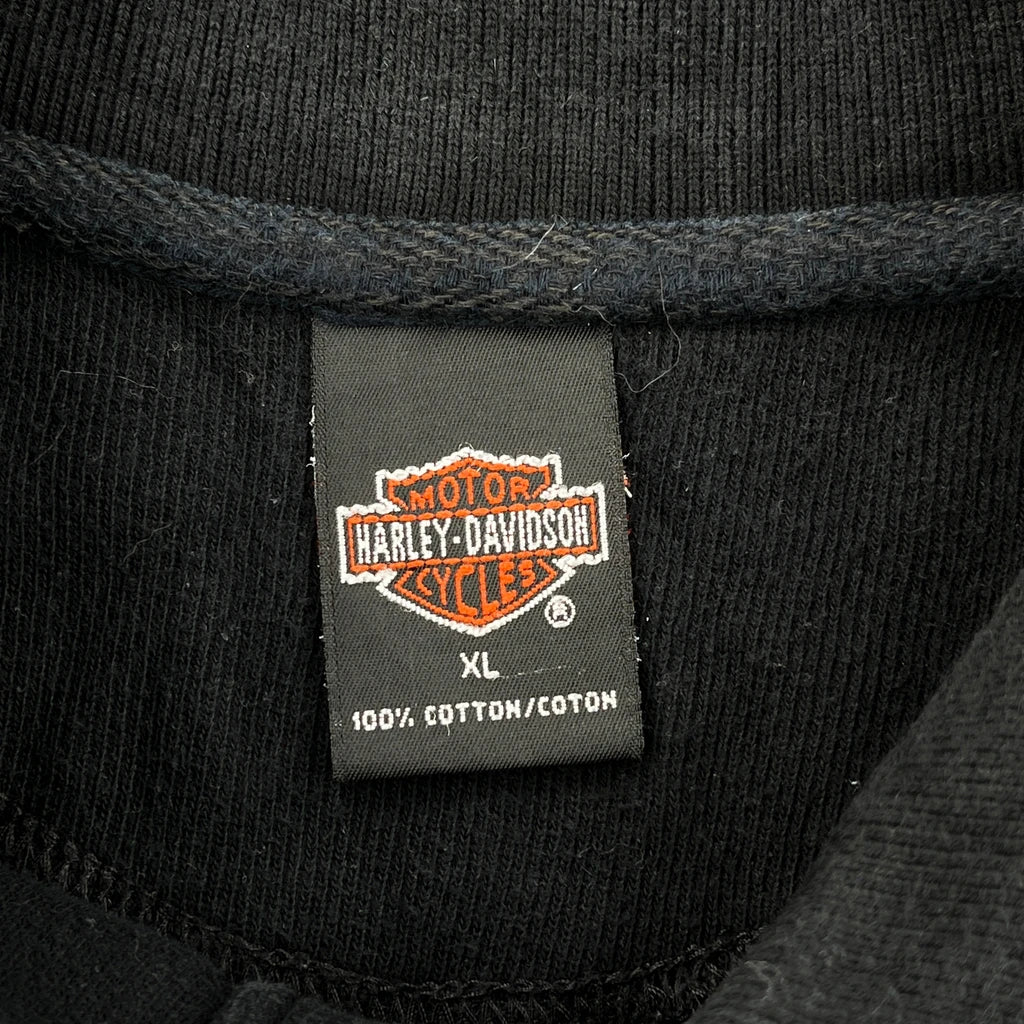 MOTOR
HARLEY-DAVIDSON
CYCLES
®
XL
100% COTTON/COTON